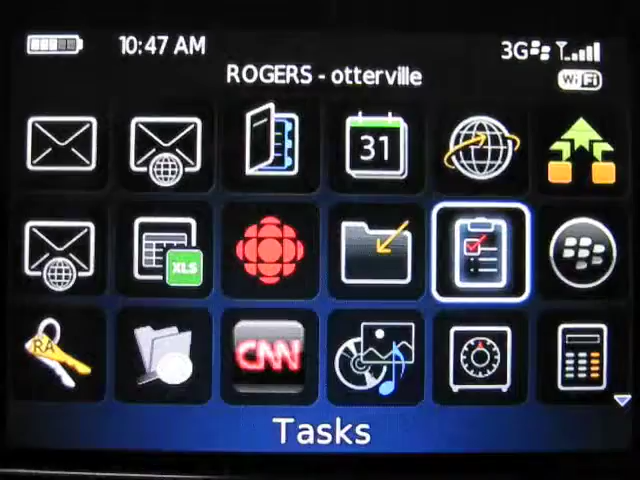 10:47 AM
3G
ROGERS - otterville
WiFi
31
XLS
RA
CNN
Tasks